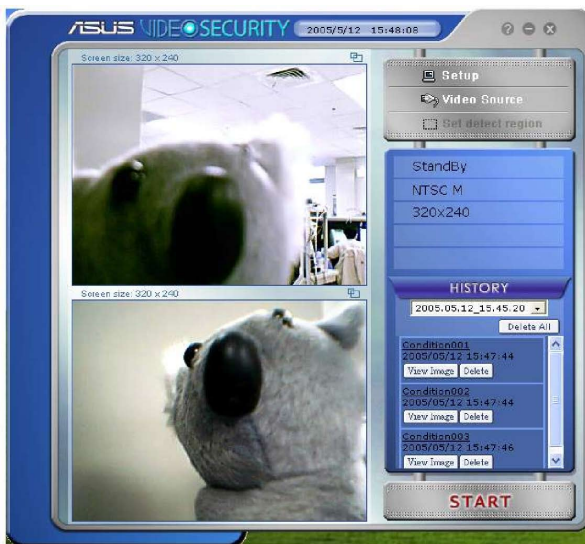 ASUS VIDEO SECURITY 2005/5/12 15:48:08
Screen size: 320 x 240
Setup
Video Source
Set detect region
StandBy
NTSC M
320x240
HISTORY
2005.05.12_15.45.20
Delete All
Condition001
2005/05/12 15:47:44
View Image Delete
Condition002
2005/05/12 15:47:44
View Image Delete
Condition003
2005/05/12 15:47:46
View Image Delete
START
Screen size: 320 x 240